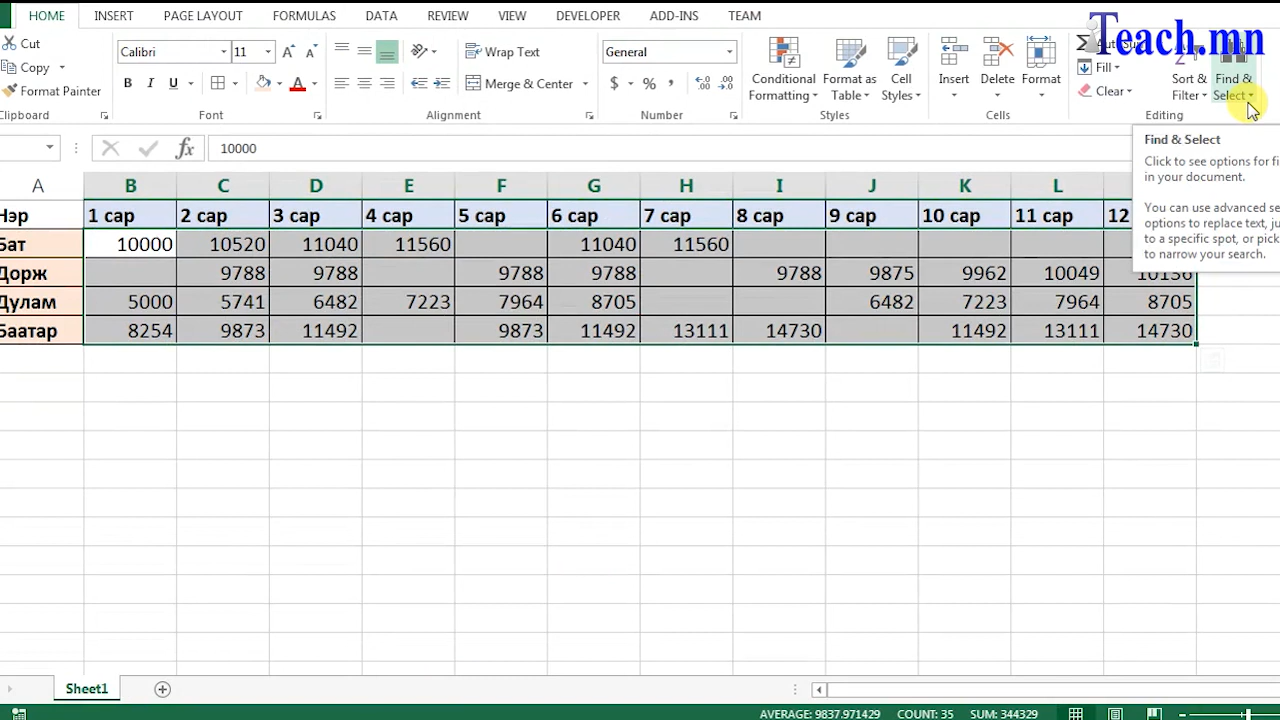 HOME INSERT PAGE LAYOUT FORMULAS DATA REVIEW VIEW DEVELOPER ADD-INS TEAM
Teach.mn
Cut
Copy
Format Painter
Clipboard
Calibri 11
B I U
Font
Wrap Text
Merge & Center
Alignment
General
$ % ,
Number
Conditional Formatting
Format as Table
Cell Styles
Styles
Insert Delete Format
Cells
Fill
Clear
Sort & Filter
Find & Select
Editing
Find & Select
Click to see options for fi
in your document.
You can use advanced se
options to replace text, ju
to a specific spot, or pick
to narrow your search.
fx 10000
A B C D E F G H I J K L
Нэр 1 сар 2 сар 3 сар 4 сар 5 сар 6 сар 7 сар 8 сар 9 сар 10 сар 11 сар 12
Бат 10000 10520 11040 11560 11040 11560
Дорж 9788 9788 9788 9788 9788 9875 9962 10049 10136
Дулам 5000 5741 6482 7223 7964 8705 6482 7223 7964 8705
Баатар 8254 9873 11492 9873 11492 13111 14730 11492 13111 14730
Sheet1
AVERAGE: 9837.971429 COUNT: 35 SUM: 344329